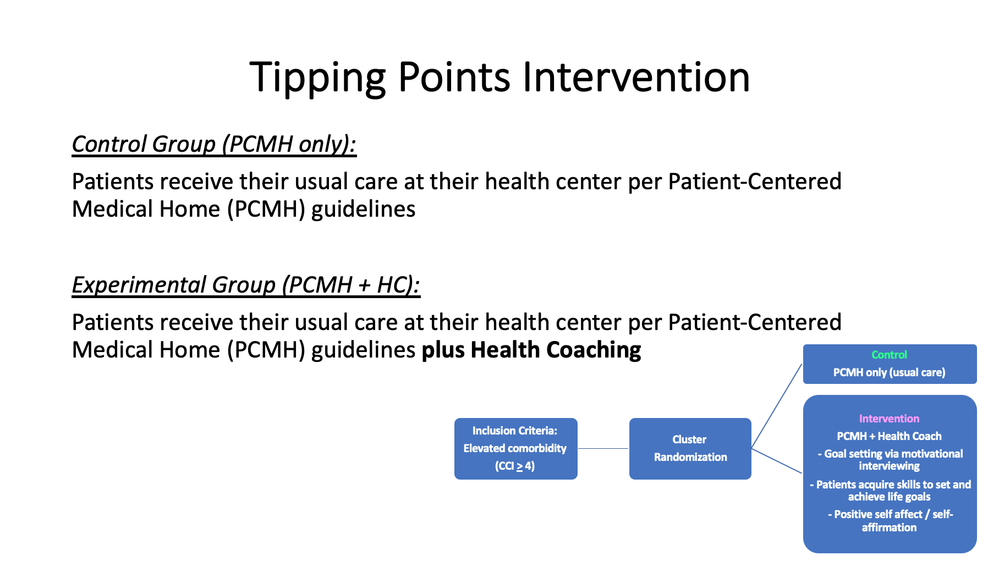 Tipping Points Intervention
Control Group (PCMH only):
Patients receive their usual care at their health center per Patient-Centered
Medical Home (PCMH) guidelines
Experimental Group (PCMH + HC):
Patients receive their usual care at their health center per Patient-Centered
Medical Home (PCMH) guidelines plus Health Coaching
Inclusion Criteria:
Elevated comorbidity
(CCI ≥ 4)
Cluster
Randomization
Control
PCMH only (usual care)
Intervention
PCMH + Health Coach
- Goal setting via motivational
interviewing
- Patients acquire skills to set and
achieve life goals
- Positive self affect / self-
affirmation